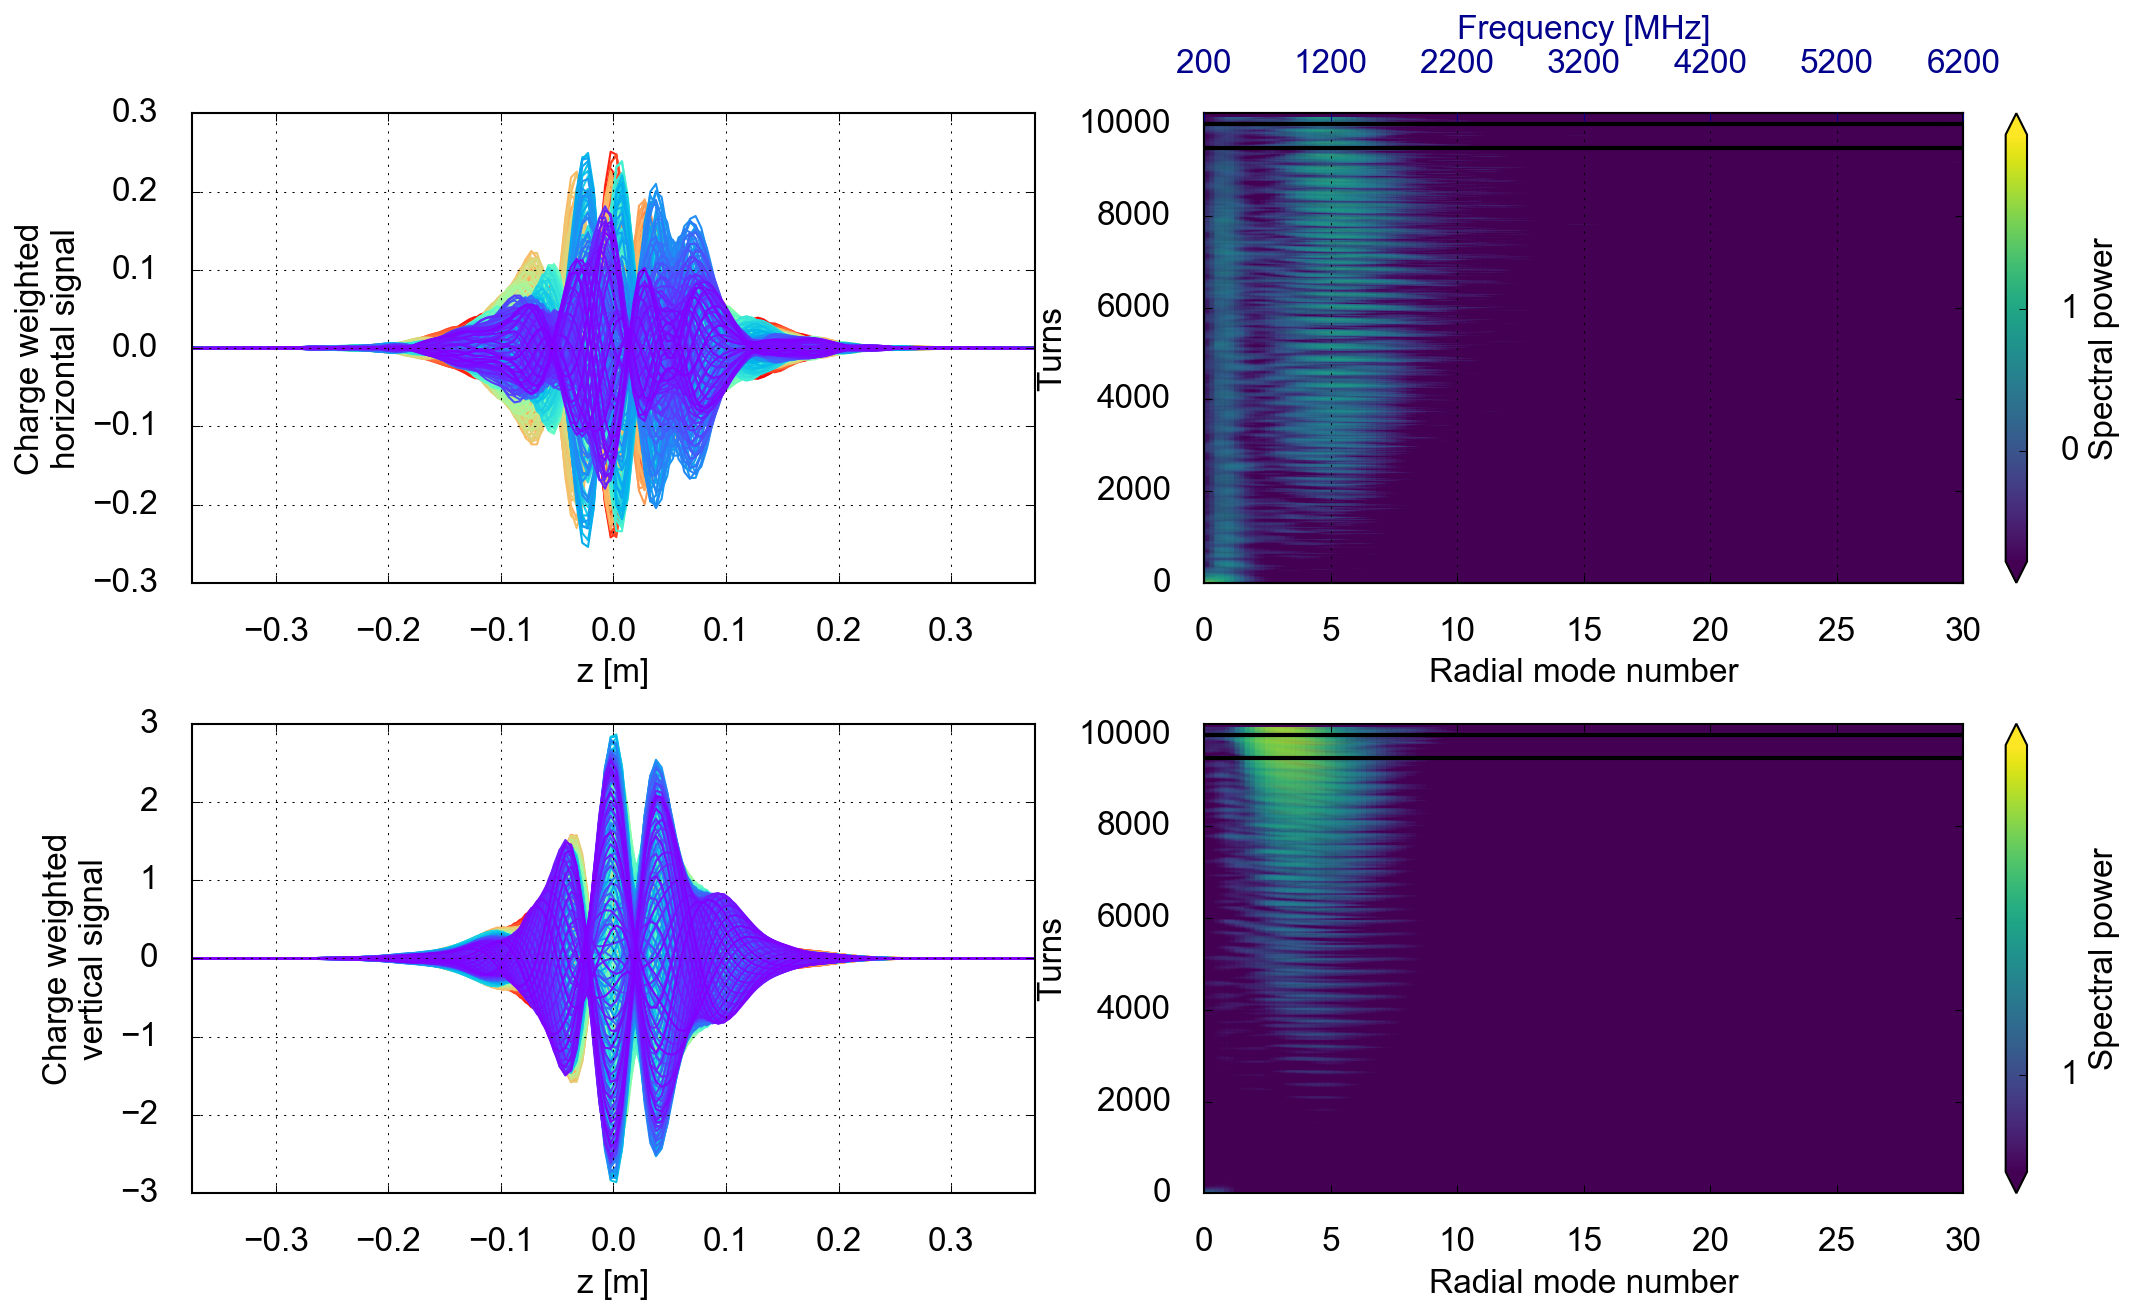 Frequency [MHz]
200 1200 2200 3200 4200 5200 6200
0.3
0.2
0.1
0.0
−0.1
−0.2
−0.3
Charge weighted
horizontal signal
−0.3 −0.2 −0.1 0.0 0.1 0.2 0.3
z [m]
10000
8000
6000
4000
2000
0
Turns
0 5 10 15 20 25 30
Radial mode number
1
0
Spectral power
3
2
1
0
−1
−2
−3
Charge weighted
vertical signal
−0.3 −0.2 −0.1 0.0 0.1 0.2 0.3
z [m]
10000
8000
6000
4000
2000
0
Turns
0 5 10 15 20 25 30
Radial mode number
1
Spectral power